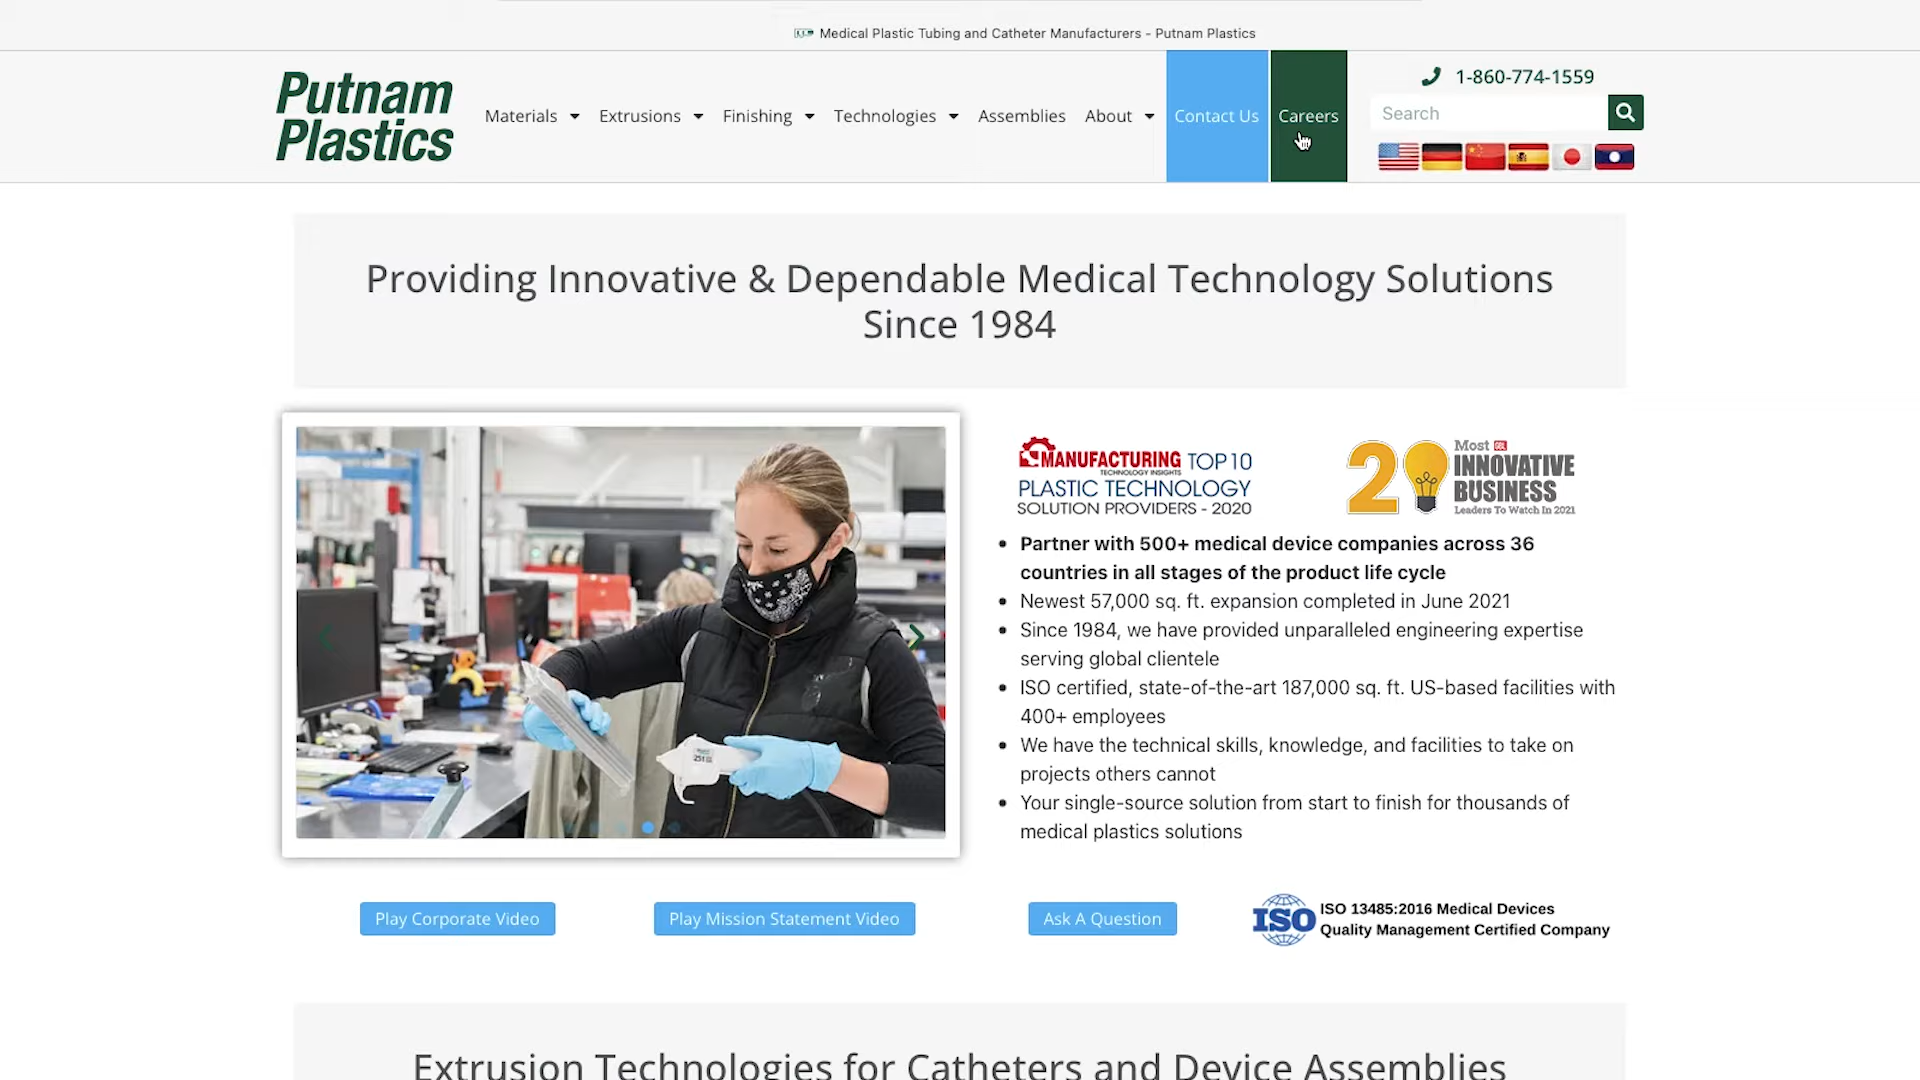 Medical Plastic Tubing and Catheter Manufacturers - Putnam Plastics
Putnam
Plastics
Materials
Extrusions
Finishing
Technologies
Assemblies
About
Contact Us
Careers
1-860-774-1559
Search
Providing Innovative & Dependable Medical Technology Solutions
Since 1984
MANUFACTURING TOP 10
TECHNOLOGY INSIGHTS
PLASTIC TECHNOLOGY
SOLUTION PROVIDERS - 2020
20 Most
INNOVATIVE
BUSINESS
Leaders To Watch In 2021
• Partner with 500+ medical device companies across 36
countries in all stages of the product life cycle
• Newest 57,000 sq. ft. expansion completed in June 2021
• Since 1984, we have provided unparalleled engineering expertise
serving global clientele
• ISO certified, state-of-the-art 187,000 sq. ft. US-based facilities with
400+ employees
• We have the technical skills, knowledge, and facilities to take on
projects others cannot
• Your single-source solution from start to finish for thousands of
medical plastics solutions
Play Corporate Video
Play Mission Statement Video
Ask A Question
ISO
ISO 13485:2016 Medical Devices
Quality Management Certified Company
Extrusion Technologies for Catheters and Device Assemblies